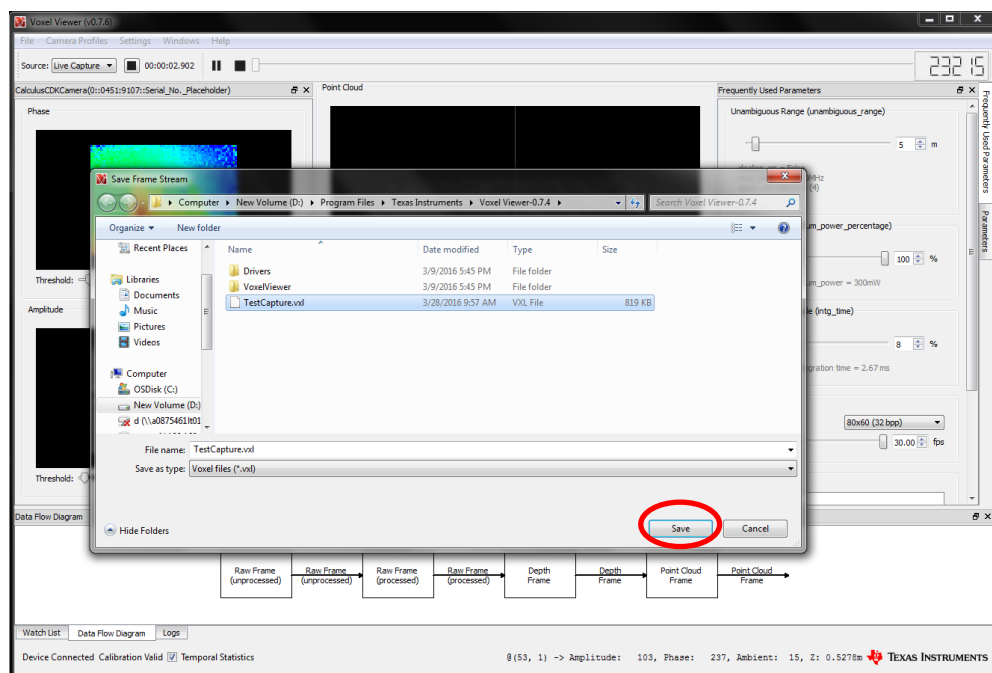 Voxel Viewer (v0.7.6)
File Camera Profiles Settings Windows Help
Source: Live Capture 00:00:02.902 23215
CalculusCDKCamera(0::0451:9107::Serial_No._Placeholder)
Point Cloud
Frequently Used Parameters
Phase
Unambiguous Range (unambiguous_range)
5 m
MHz
(4)
Save Frame Stream
Computer New Volume (D:) Program Files Texas Instruments Voxel Viewer-0.7.4
Search Voxel Viewer-0.7.4
Organize New folder
Recent Places
Libraries
Documents
Music
Pictures
Videos
Computer
OSDisk (C:)
New Volume (D:)
d (\\a0875461lt01
Name Date modified Type Size
Drivers 3/9/2016 5:45 PM File folder
VoxelViewer 3/9/2016 5:45 PM File folder
TestCapture.vxl 3/28/2016 9:57 AM VXL File 819 KB
File name: TestCapture.vxl
Save as type: Voxel files (*.vxl)
Hide Folders
Save Cancel
Threshold:
Amplitude
Threshold:
um_power_percentage)
100 %
um_power = 300mW
le (intg_time)
8 %
gration time = 2.67 ms
80x60 (32 bpp)
30.00 fps
Frequently Used Parameters
Parameters
Data Flow Diagram
Raw Frame
(unprocessed)
Raw Frame
(unprocessed)
Raw Frame
(processed)
Raw Frame
(processed)
Depth
Frame
Depth
Frame
Point Cloud
Frame
Point Cloud
Frame
Watch List Data Flow Diagram Logs
Device Connected Calibration Valid Temporal Statistics
@(53, 1) -> Amplitude: 103, Phase: 237, Ambient: 15, Z: 0.5278m TEXAS INSTRUMENTS